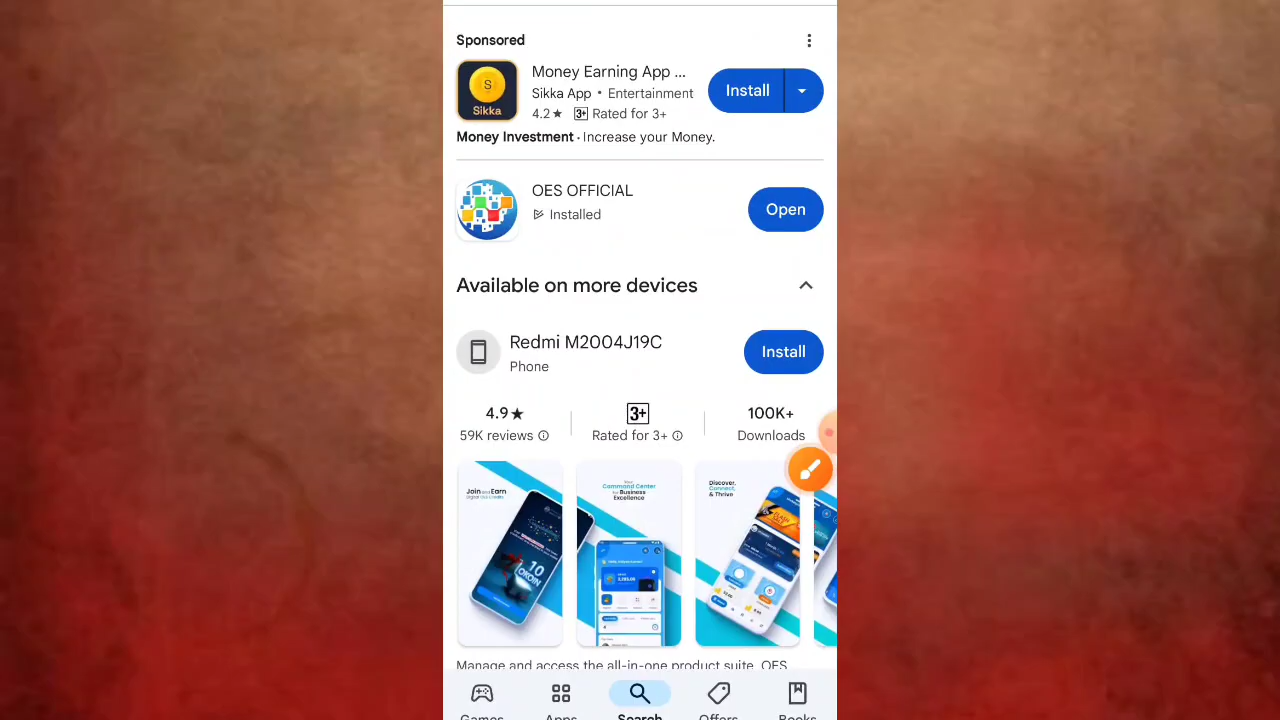 Sponsored
Money Earning App ...
Sikka App • Entertainment
4.2★ 3+ Rated for 3+
S
Sikka
Install
Money Investment · Increase your Money.
OES OFFICIAL
Installed
Open
Available on more devices
Redmi M2004J19C
Phone
Install
4.9★
59K reviews
3+
Rated for 3+
100K+
Downloads
Join and Earn
Command Center
for Business
Excellence
Discover,
Connect,
& Thrive
10
Manage and access the all-in-one product suite, OES
Games
Apps
Search
Offers
Books